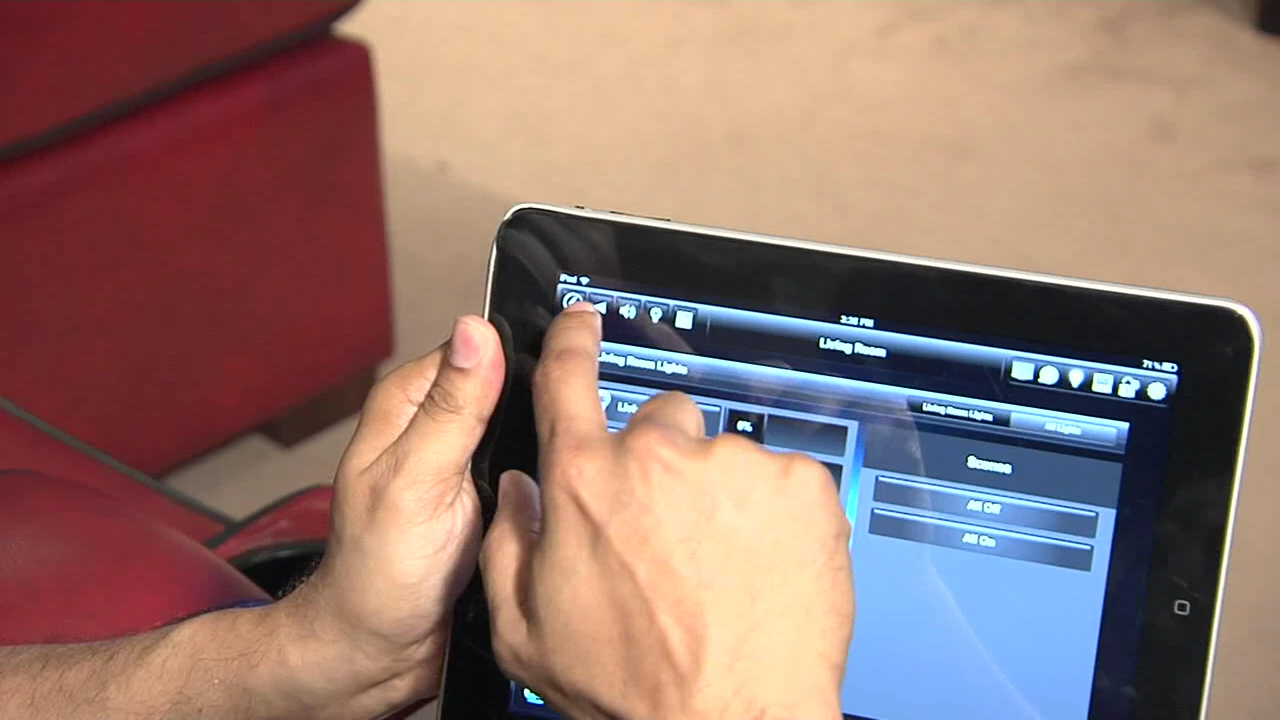 iPad
3:38 PM
71%
Living Room
Living Room Lights
Living Room Lights
All Lights
0%
Scenes
All Off
All On